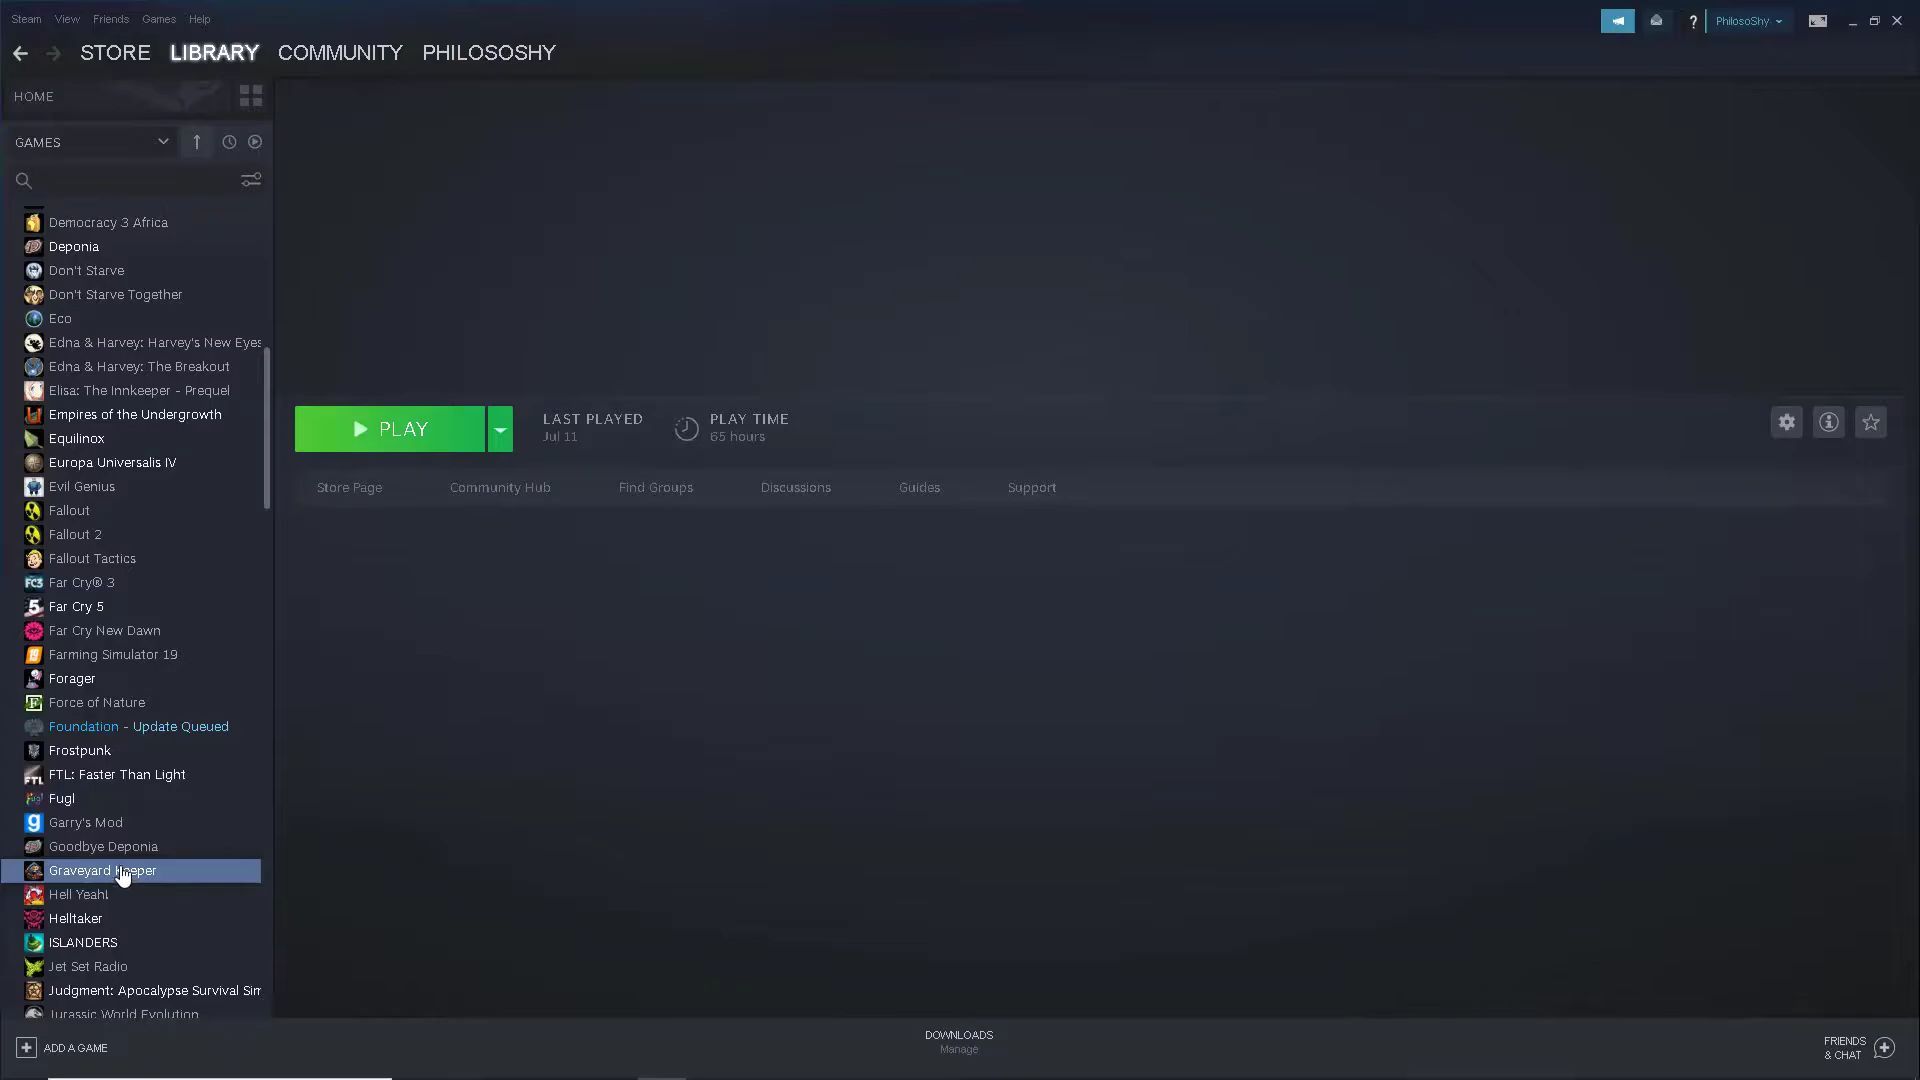 Steam View Friends Games Help
PhilosoShy
STORE LIBRARY COMMUNITY PHILOSOSHY
HOME
GAMES
Democracy 3 Africa
Deponia
Don't Starve
Don't Starve Together
Eco
Edna & Harvey: Harvey's New Eyes
Edna & Harvey: The Breakout
Elisa: The Innkeeper - Prequel
Empires of the Undergrowth
Equilinox
Europa Universalis IV
Evil Genius
Fallout
Fallout 2
Fallout Tactics
Far Cry® 3
Far Cry 5
Far Cry New Dawn
Farming Simulator 19
Forager
Force of Nature
Foundation - Update Queued
Frostpunk
FTL: Faster Than Light
Fugl
Garry's Mod
Goodbye Deponia
Graveyard Keeper
Hell Yeah!
Helltaker
ISLANDERS
Jet Set Radio
Judgment: Apocalypse Survival Sim
Jurassic World Evolution
PLAY
LAST PLAYED
Jul 11
PLAY TIME
65 hours
Store Page Community Hub Find Groups Discussions Guides Support
ADD A GAME
DOWNLOADS
Manage
FRIENDS
& CHAT